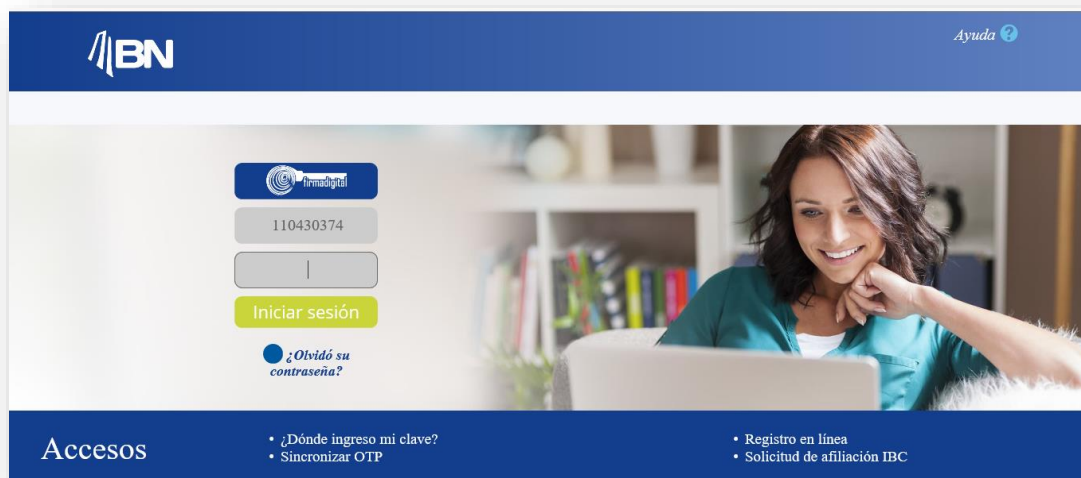 BN
Ayuda ?
firmadigital
110430374
Iniciar sesión
¿Olvidó su
contraseña?
Accesos
• ¿Dónde ingreso mi clave?
• Sincronizar OTP
• Registro en línea
• Solicitud de afiliación IBC